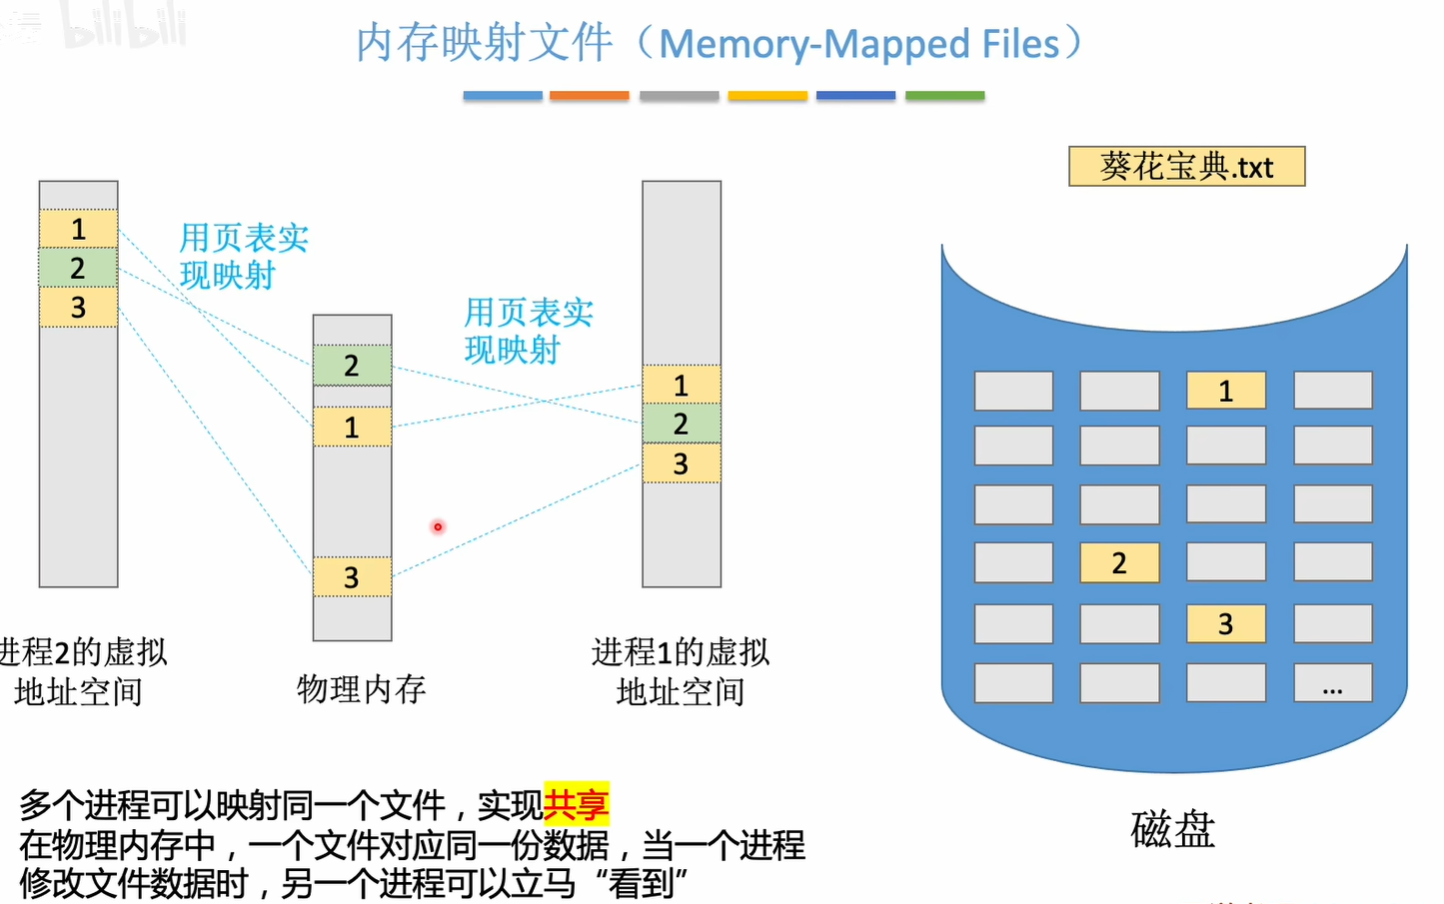 bilibili
内存映射文件（Memory-Mapped Files）
葵花宝典.txt
1
2
3
用页表实
现映射
2
1
3
用页表实
现映射
1
2
3
1
2
3
...
进程2的虚拟
地址空间
物理内存
进程1的虚拟
地址空间
磁盘
多个进程可以映射同一个文件，实现共享
在物理内存中，一个文件对应同一份数据，当一个进程
修改文件数据时，另一个进程可以立马“看到”